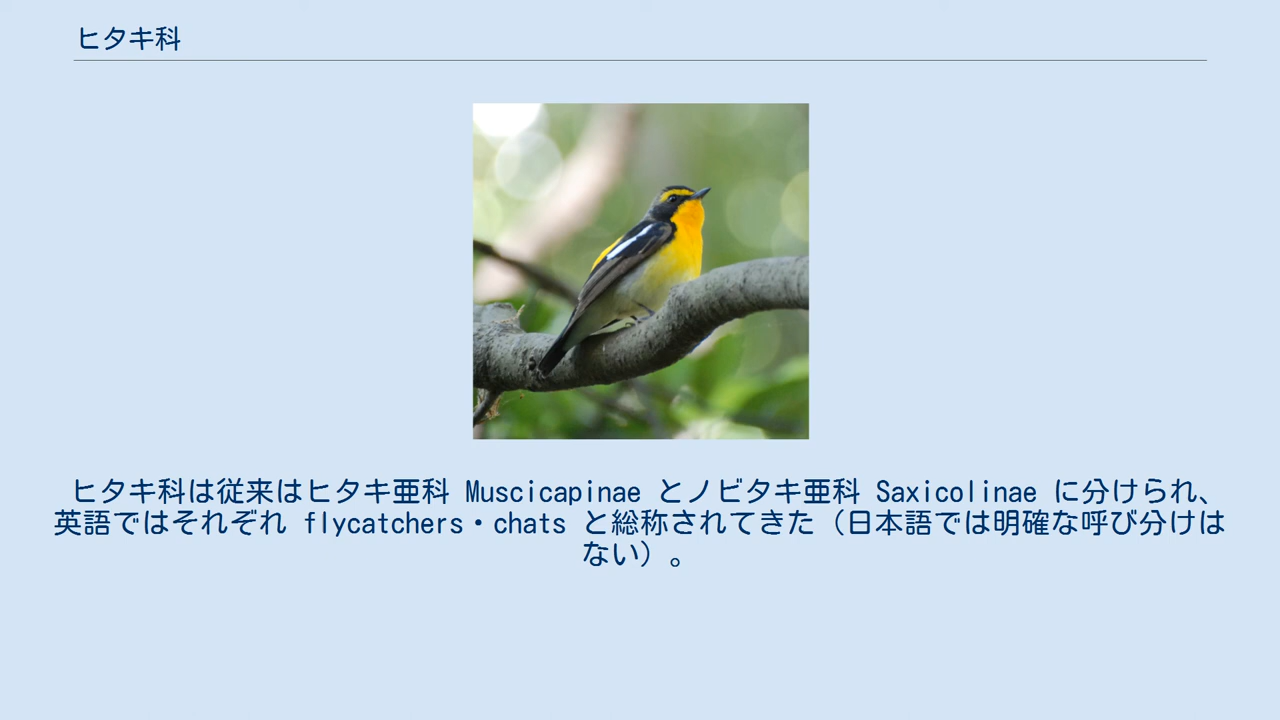 ヒタキ科
ヒタキ科は従来はヒタキ亜科 Muscicapinae とノビタキ亜科 Saxicolinae に分けられ、
英語ではそれぞれ flycatchers・chats と総称されてきた（日本語では明確な呼び分けは
ない）。